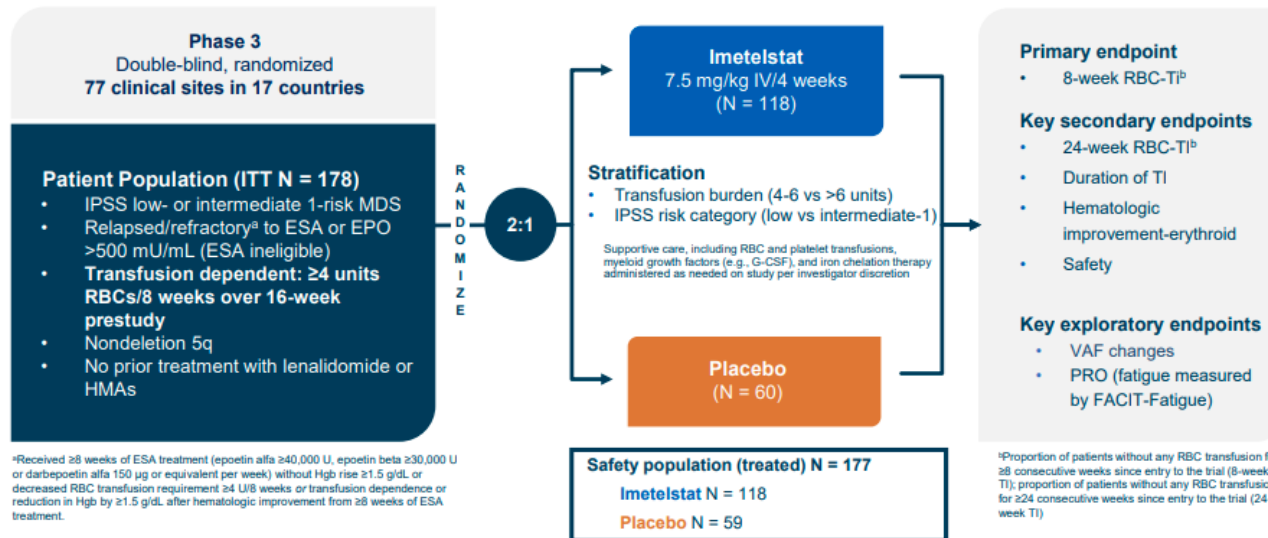 Phase 3
Double-blind, randomized
77 clinical sites in 17 countries
Patient Population (ITT N = 178)
• IPSS low- or intermediate 1-risk MDS
• Relapsed/refractoryᵃ to ESA or EPO
>500 mU/mL (ESA ineligible)
• Transfusion dependent: ≥4 units
RBCs/8 weeks over 16-week
prestudy
• Nondeletion 5q
• No prior treatment with lenalidomide or
HMAs
ᵃReceived ≥8 weeks of ESA treatment (epoetin alfa ≥40,000 U, epoetin beta ≥30,000 U
or darbepoetin alfa 150 µg or equivalent per week) without Hgb rise ≥1.5 g/dL or
decreased RBC transfusion requirement ≥4 U/8 weeks or transfusion dependence or
reduction in Hgb by ≥1.5 g/dL after hematologic improvement from ≥8 weeks of ESA
treatment.
RANDOMIZE
2:1
Imetelstat
7.5 mg/kg IV/4 weeks
(N = 118)
Stratification
• Transfusion burden (4-6 vs >6 units)
• IPSS risk category (low vs intermediate-1)
Supportive care, including RBC and platelet transfusions,
myeloid growth factors (e.g., G-CSF), and iron chelation therapy
administered as needed on study per investigator discretion
Placebo
(N = 60)
Safety population (treated) N = 177
Imetelstat N = 118
Placebo N = 59
Primary endpoint
• 8-week RBC-Tiᵇ
Key secondary endpoints
• 24-week RBC-TIᵇ
• Duration of TI
• Hematologic
improvement-erythroid
• Safety
Key exploratory endpoints
• VAF changes
• PRO (fatigue measured
by FACIT-Fatigue)
ᵇProportion of patients without any RBC transfusion f
≥8 consecutive weeks since entry to the trial (8-week
TI); proportion of patients without any RBC transfusio
for ≥24 consecutive weeks since entry to the trial (24
week TI)